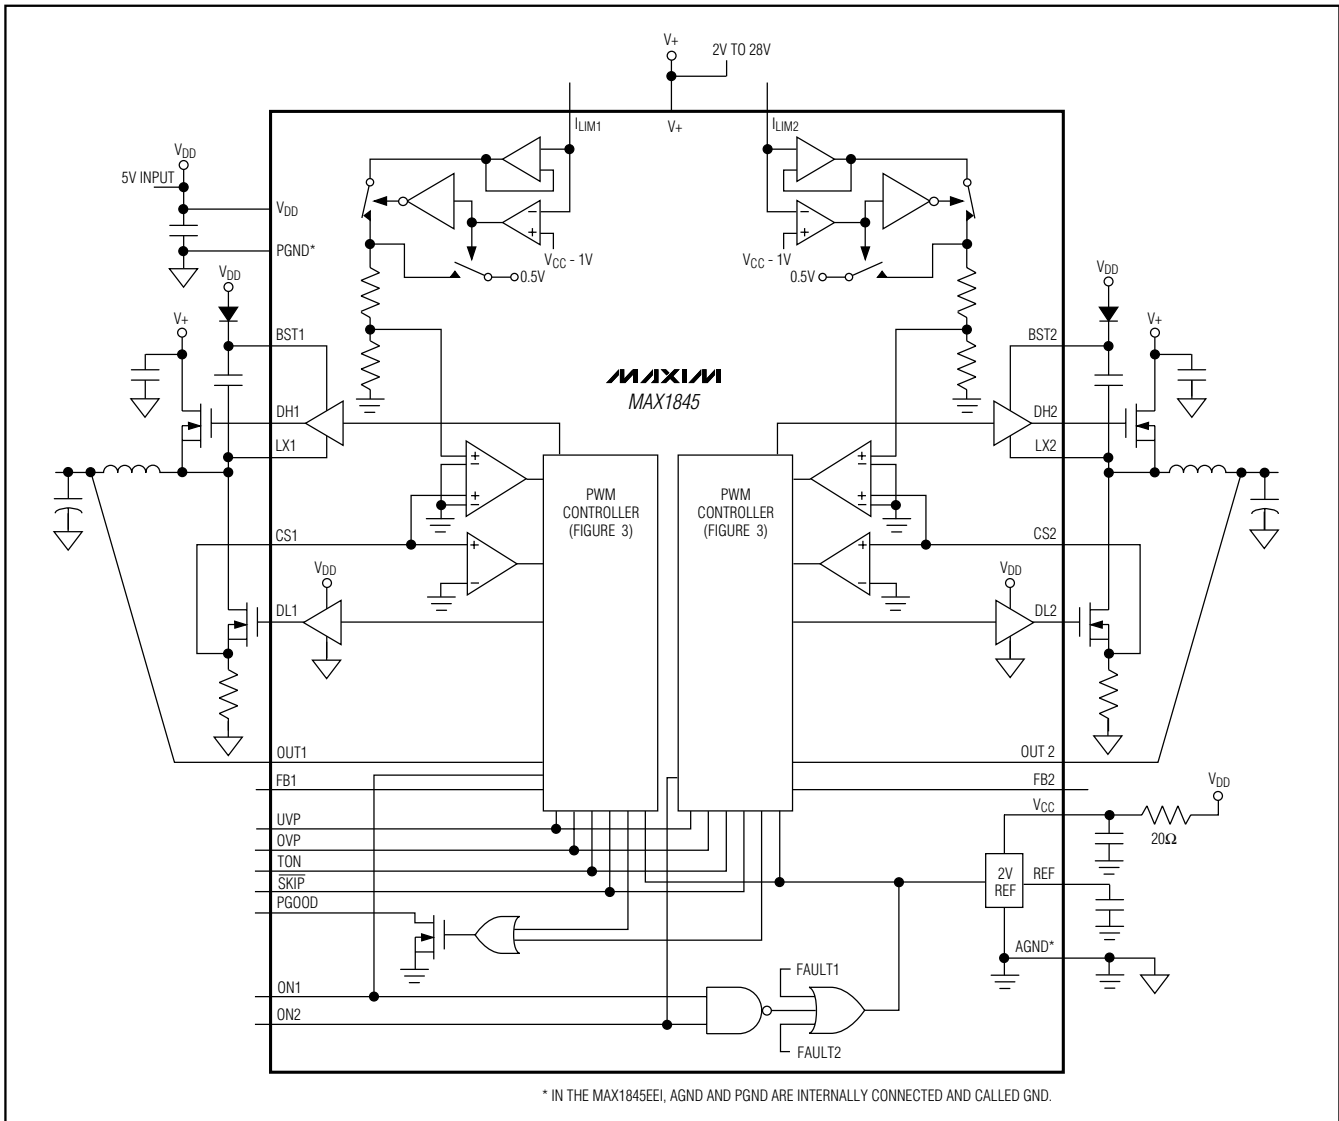 V+
2V TO 28V
V+
ILIM1
ILIM2
VDD
5V INPUT
VDD
PGND*
VCC - 1V
0.5V
VCC - 1V
0.5V
VDD
V+
BST1
DH1
LX1
VDD
V+
BST2
DH2
LX2
MAXIM
MAX1845
+
−
+
−
+
−
+
−
+
−
+
−
+
−
+
−
PWM
CONTROLLER
(FIGURE 3)
PWM
CONTROLLER
(FIGURE 3)
CS1
CS2
VDD
VDD
DL1
DL2
OUT1
OUT 2
FB1
FB2
UVP
OVP
TON
SKIP
PGOOD
VCC
VDD
20Ω
2V
REF
REF
AGND*
ON1
ON2
FAULT1
FAULT2
* IN THE MAX1845EEI, AGND AND PGND ARE INTERNALLY CONNECTED AND CALLED GND.